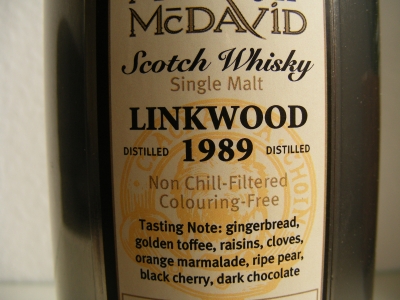 McDAVID
Scotch Whisky
Single Malt
LINKWOOD
DISTILLED 1989 DISTILLED
Non Chill-Filtered
Colouring-Free
Tasting Note: gingerbread,
golden toffee, raisins, cloves,
orange marmalade, ripe pear,
black cherry, dark chocolate